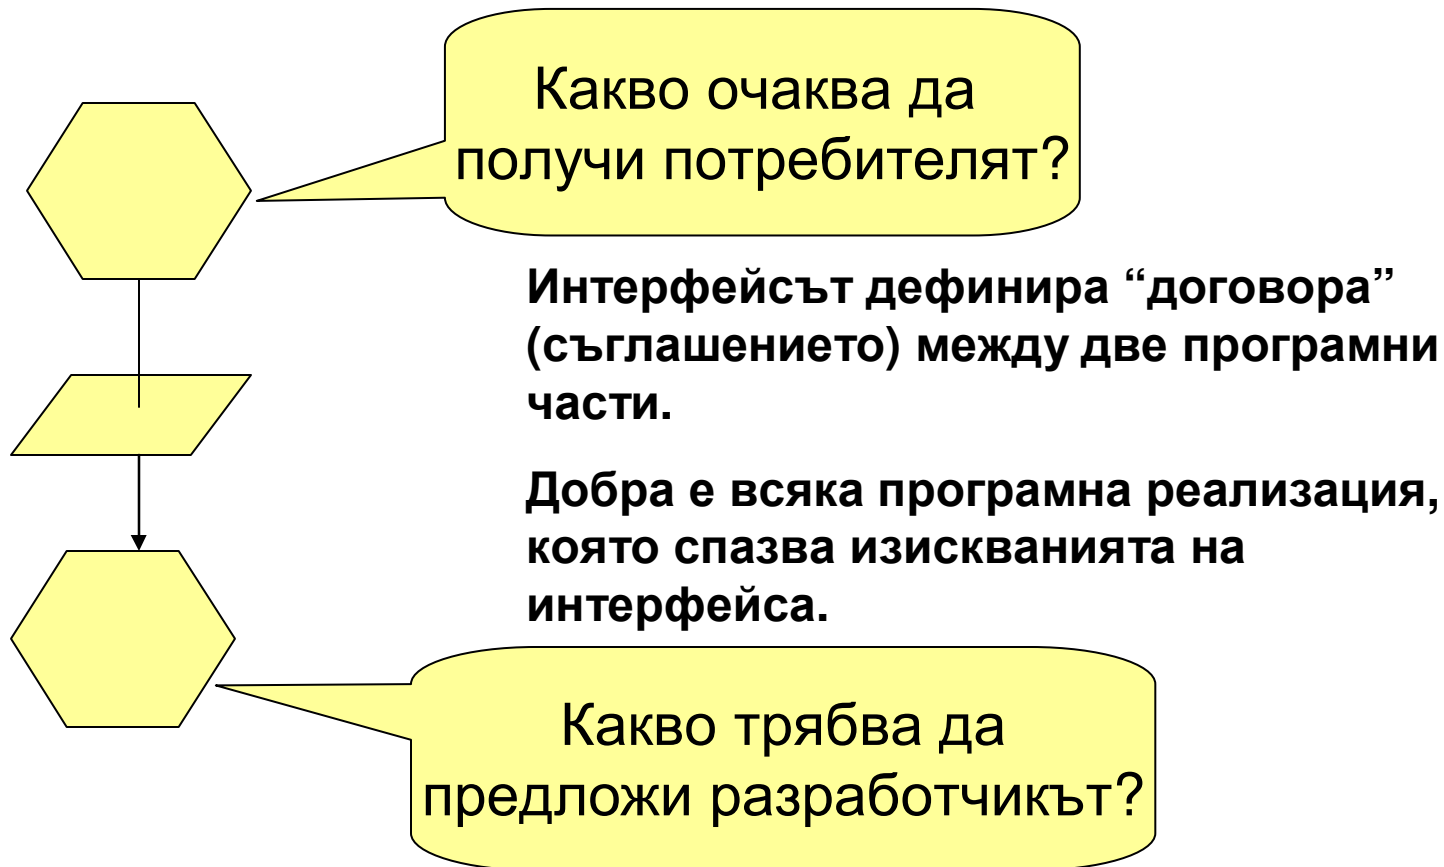 Какво очаква да
получи потребителят?
Интерфейсът дефинира “договора”
(съглашението) между две програмни
части.
Добра е всяка програмна реализация,
която спазва изискванията на
интерфейса.
Какво трябва да
предложи разработчикът?